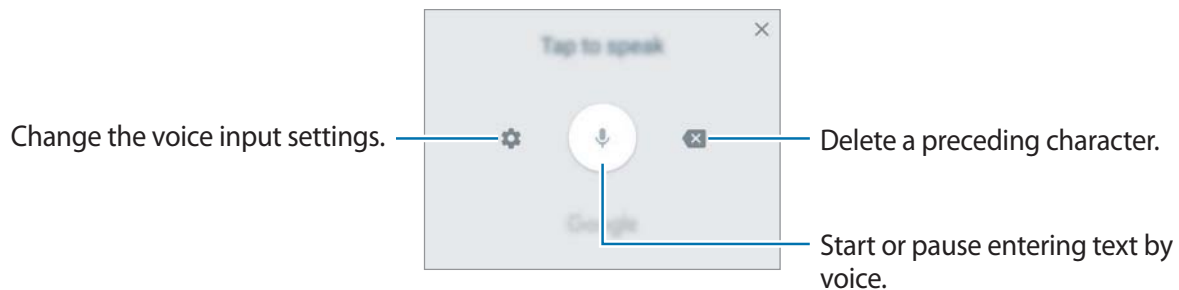 Tap to speak
Change the voice input settings.
Delete a preceding character.
Google
Start or pause entering text by
voice.